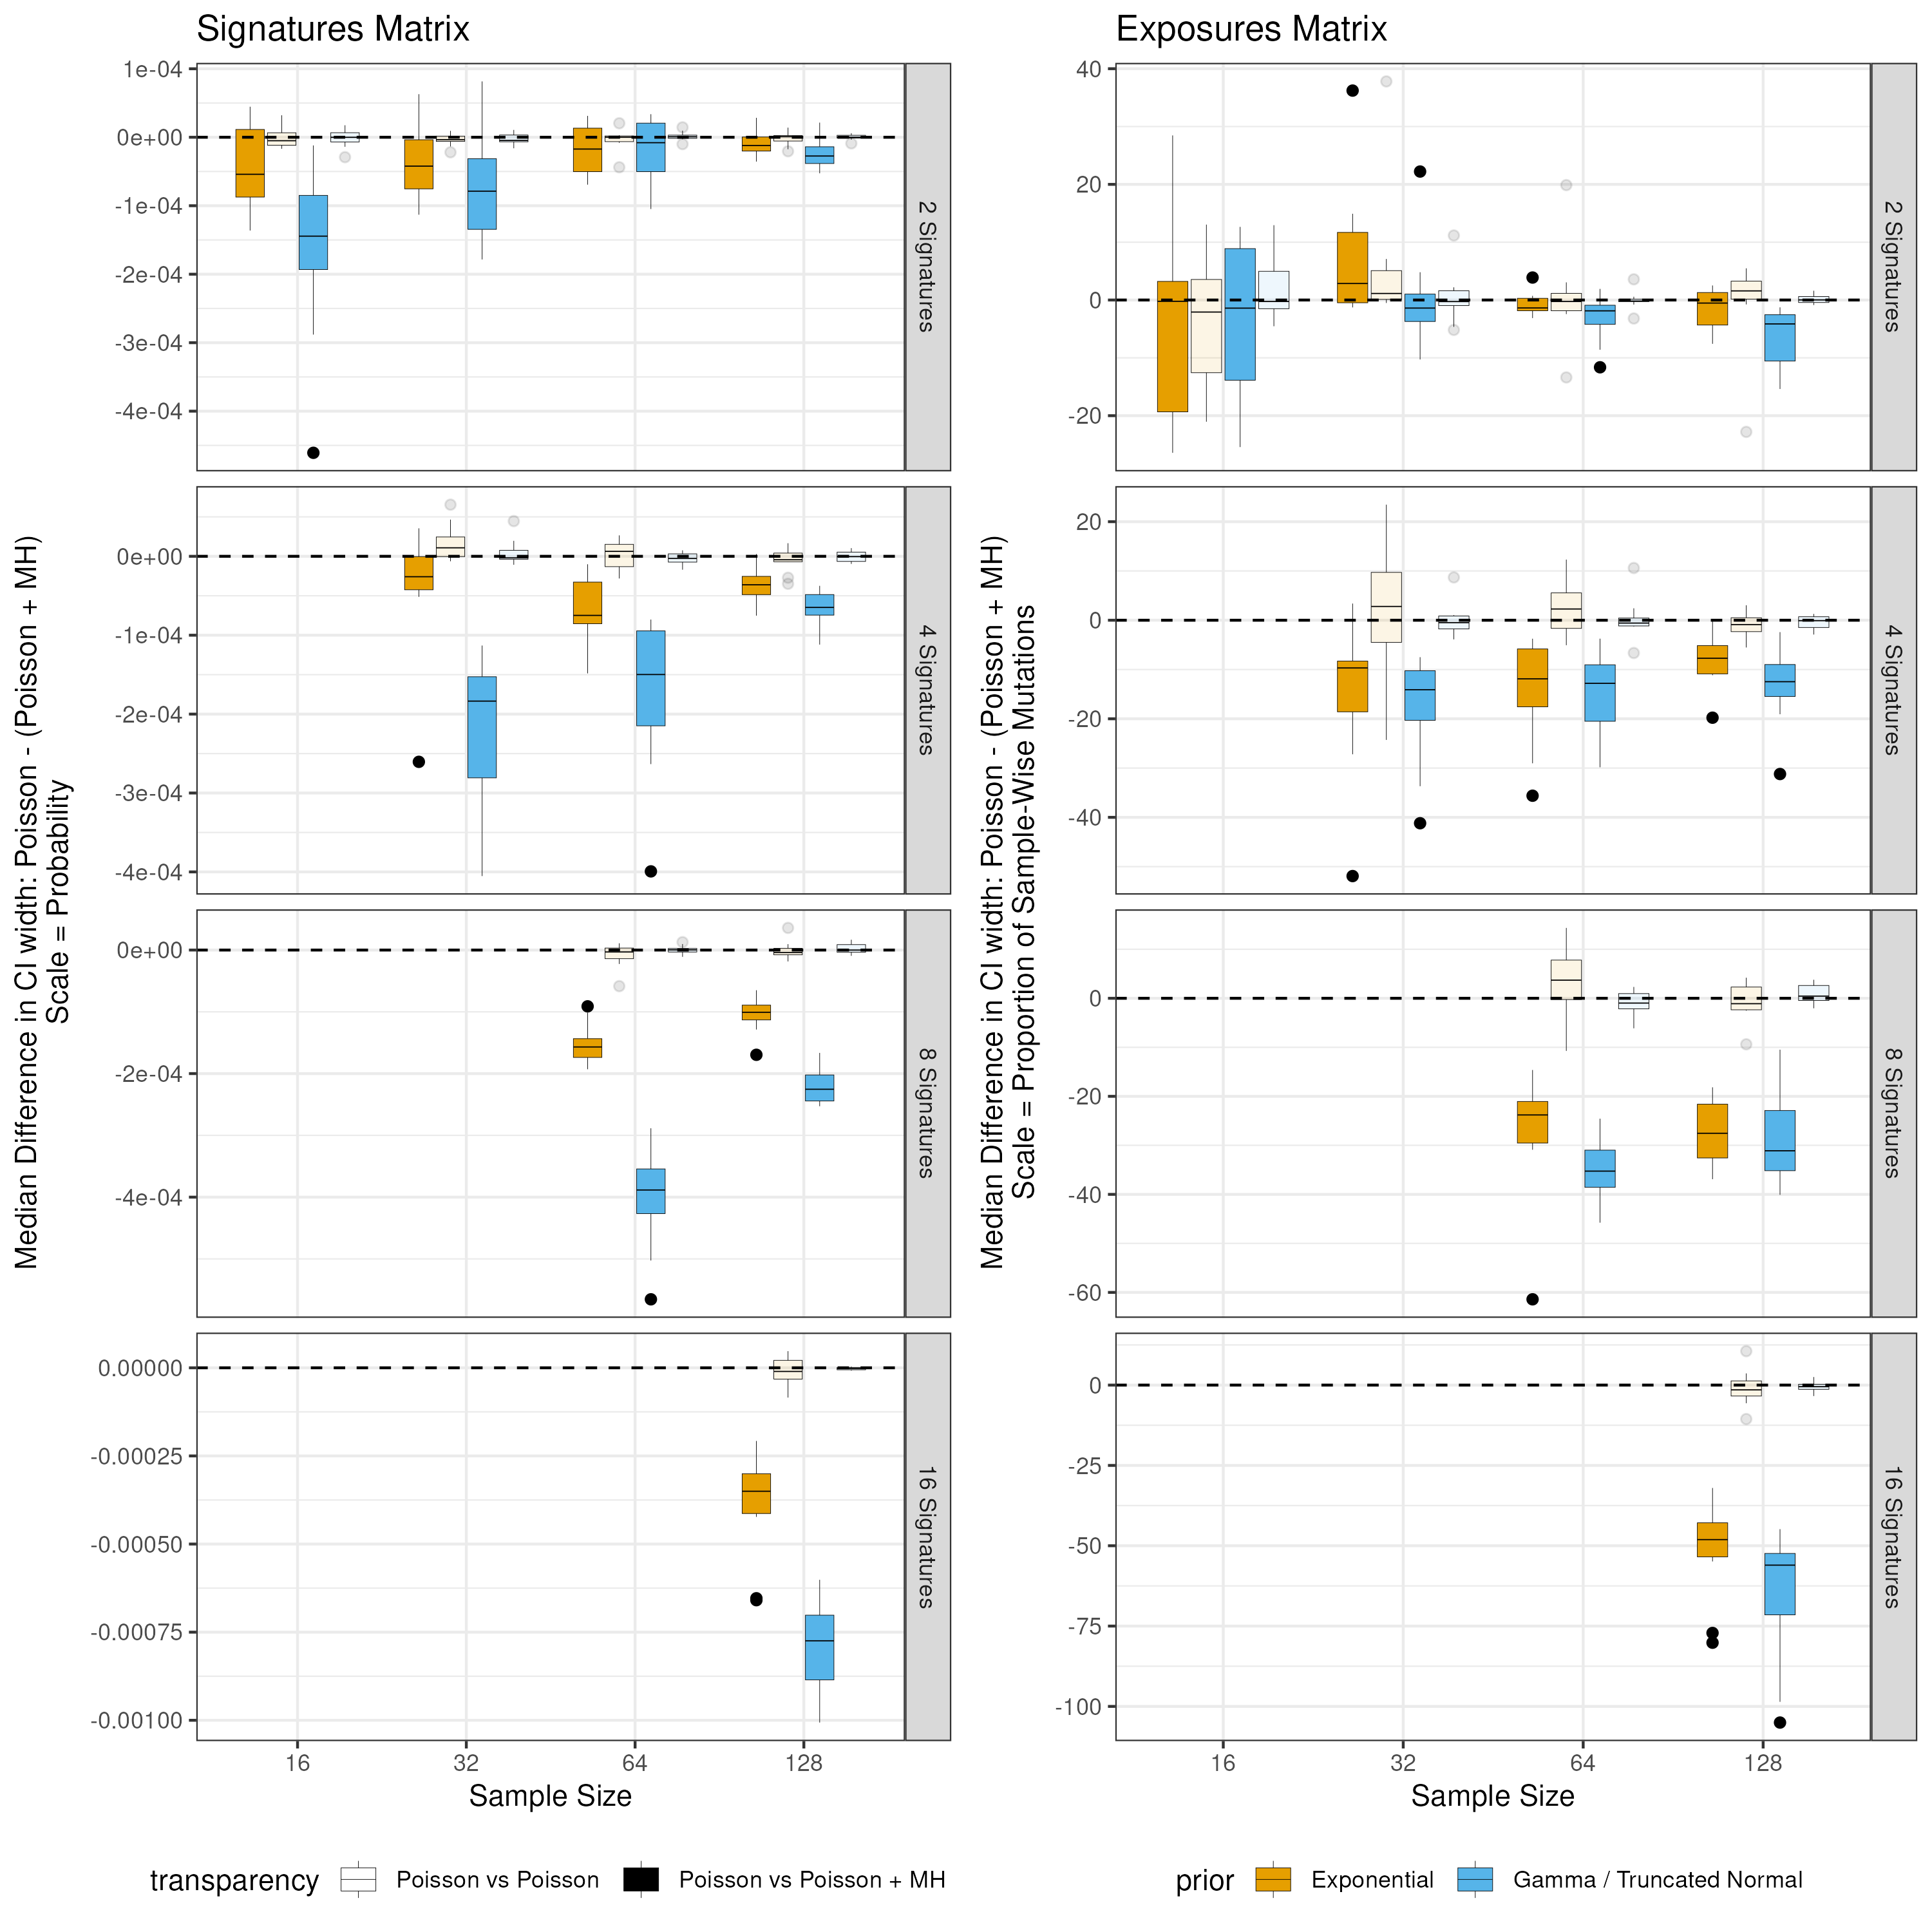 Signatures Matrix
Exposures Matrix
Median Difference in CI width: Poisson - (Poisson + MH)
Scale = Probability
1e-04
0e+00
-1e-04
-2e-04
-3e-04
-4e-04
2 Signatures
0e+00
-1e-04
-2e-04
-3e-04
-4e-04
4 Signatures
0e+00
-2e-04
-4e-04
8 Signatures
0.00000
-0.00025
-0.00050
-0.00075
-0.00100
16 Signatures
16 32 64 128
Sample Size
Median Difference in CI width: Poisson - (Poisson + MH)
Scale = Proportion of Sample-Wise Mutations
40
20
0
-20
2 Signatures
20
0
-20
-40
4 Signatures
0
-20
-40
-60
8 Signatures
0
-25
-50
-75
-100
16 Signatures
16 32 64 128
Sample Size
transparency Poisson vs Poisson Poisson vs Poisson + MH
prior Exponential Gamma / Truncated Normal